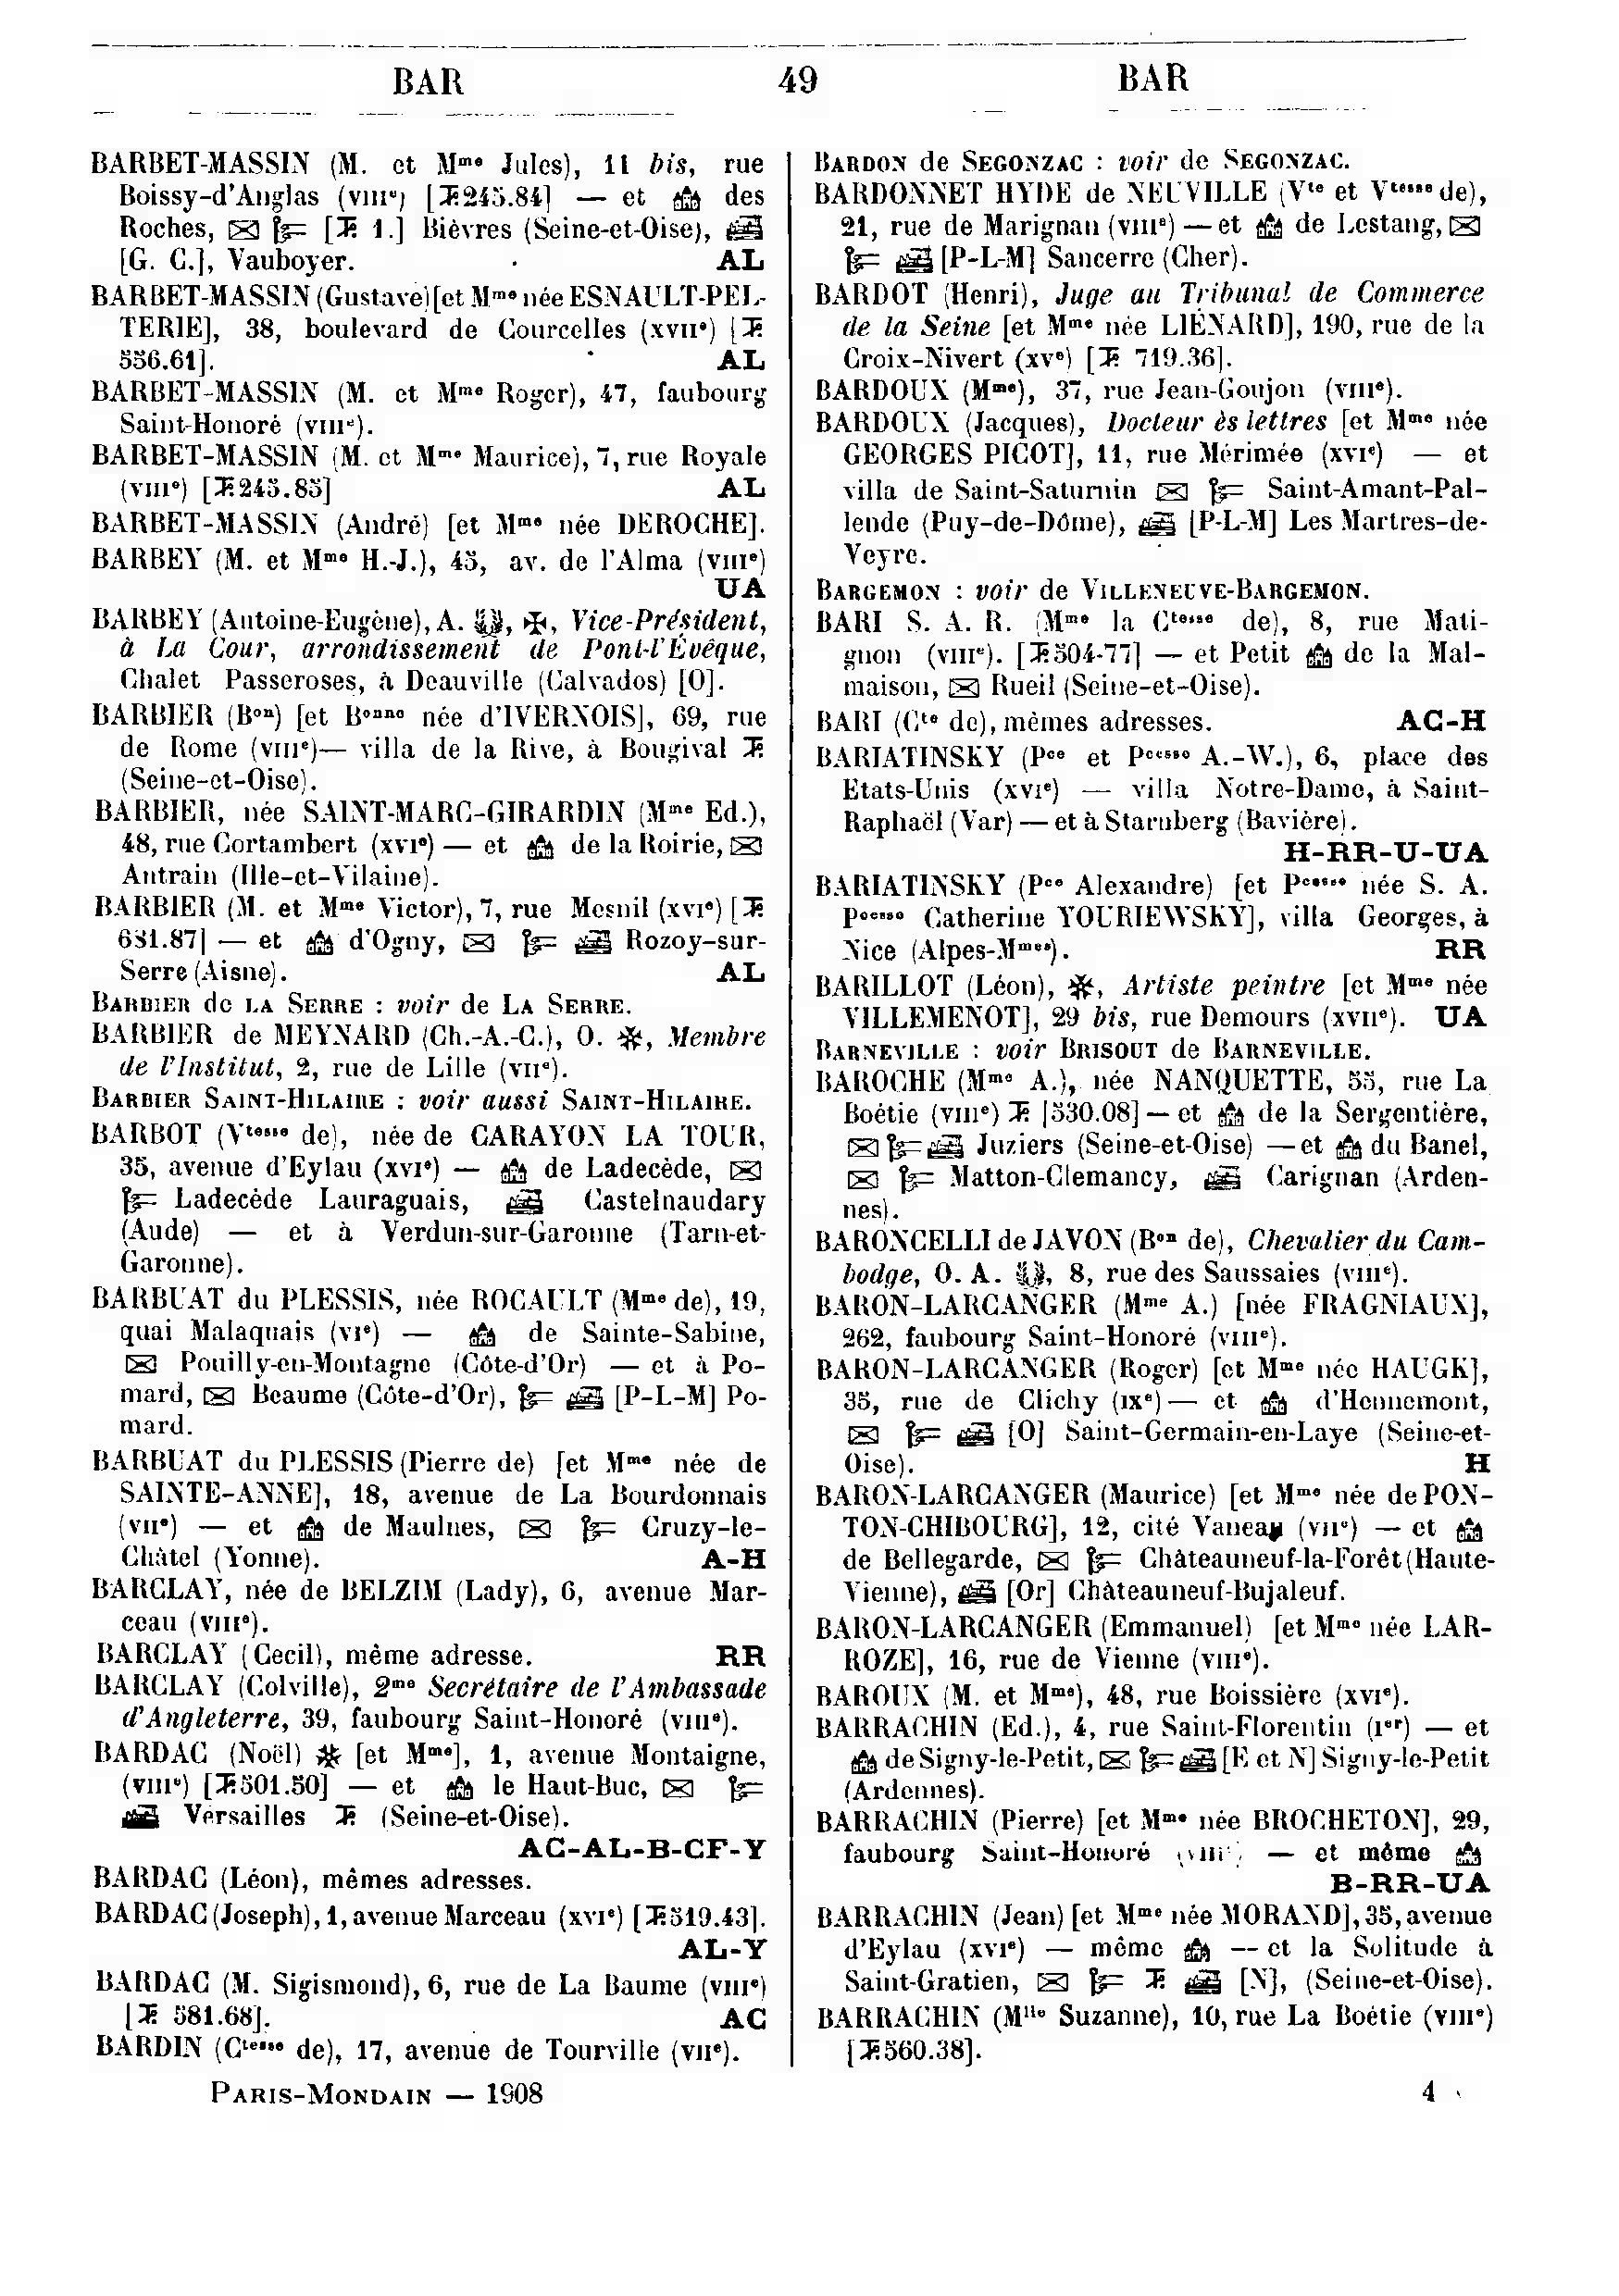 BAR 49 BAR
BARBET-MASSIN (M. et Mme Jules), 11 bis, rue
Boissy-d'Anglas (VIIIe) [245.84] — et des
Roches, [1.] Bièvres (Seine-et-Oise),
[G. C.], Vauboyer. AL
BARBET-MASSIN (Gustave) [et Mme née ESNAULT-PEL-
TERIE], 38, boulevard de Courcelles (XVIIe) [
556.61]. AL
BARBET-MASSIN (M. et Mme Roger), 47, faubourg
Saint-Honoré (VIIIe).
BARBET-MASSIN (M. et Mme Maurice), 7, rue Royale
(VIIIe) [245.85] AL
BARBET-MASSIN (André) [et Mme née DEROCHE].
BARBEY (M. et Mme H.-J.), 45, av. de l'Alma (VIIIe)
UA
BARBEY (Antoine-Eugène), A. , ✠, Vice-Président,
à La Cour, arrondissement de Pont-l'Évêque,
Chalet Passeroses, à Deauville (Calvados) [O].
BARBIER (Bon) [et Bonne née d'IVERNOIS], 69, rue
de Rome (VIIIe) — villa de la Rive, à Bougival
(Seine-et-Oise).
BARBIER, née SAINT-MARC-GIRARDIN (Mme Ed.),
48, rue Cortambert (XVIe) — et de la Roirie,
Antrain (Ille-et-Vilaine).
BARBIER (M. et Mme Victor), 7, rue Mesnil (XVIe) [
681.87] — et d'Ogny, Rozoy-sur-
Serre (Aisne). AL
BARBIER de LA SERRE : voir de LA SERRE.
BARBIER de MEYNARD (Ch.-A.-C.), O. , Membre
de l'Institut, 2, rue de Lille (VIIe).
BARBIER SAINT-HILAIRE : voir aussi SAINT-HILAIRE.
BARBOT (Vtesse de), née de CARAYON LA TOUR,
35, avenue d'Eylau (XVIe) — de Ladecède,
Ladecède Lauraguais, Castelnaudary
(Aude) — et à Verdun-sur-Garonne (Tarn-et-
Garonne).
BARBUAT du PLESSIS, née ROCAULT (Mme de), 19,
quai Malaquais (VIe) — de Sainte-Sabine,
Pouilly-en-Montagne (Côte-d'Or) — et à Po-
mard, Beaume (Côte-d'Or), [P-L-M] Po-
mard.
BARBUAT du PLESSIS (Pierre de) [et Mme née de
SAINTE-ANNE], 18, avenue de La Bourdonnais
(VIIe) — et de Maulnes, Cruzy-le-
Châtel (Yonne). A-H
BARCLAY, née de BELZIM (Lady), 6, avenue Mar-
ceau (VIIIe).
BARCLAY (Cecil), même adresse. RR
BARCLAY (Colville), 2me Secrétaire de l'Ambassade
d'Angleterre, 39, faubourg Saint-Honoré (VIIIe).
BARDAC (Noël) [et Mme], 1, avenue Montaigne,
(VIIIe) [501.50] — et le Haut-Buc,
Versailles (Seine-et-Oise).
AC-AL-B-CF-Y
BARDAC (Léon), mêmes adresses.
BARDAC (Joseph), 1, avenue Marceau (XVIe) [519.43].
AL-Y
BARDAC (M. Sigismond), 6, rue de La Baume (VIIIe)
[581.68]. AC
BARDIN (Ctesse de), 17, avenue de Tourville (VIIe).
BARDON de SEGONZAC : voir de SEGONZAC.
BARDONNET HYDE de NEUVILLE (Vte et Vtesse de),
21, rue de Marignan (VIIIe) — et de Lestang,
[P-L-M] Sancerre (Cher).
BARDOT (Henri), Juge au Tribunal de Commerce
de la Seine [et Mme née LIÉNARD], 190, rue de la
Croix-Nivert (XVe) [719.36].
BARDOUX (Mme), 37, rue Jean-Goujon (VIIIe).
BARDOUX (Jacques), Docteur ès lettres [et Mme née
GEORGES PICOT], 11, rue Mérimée (XVIe) — et
villa de Saint-Saturnin Saint-Amant-Pal-
lende (Puy-de-Dôme), [P-L-M] Les Martres-de-
Veyre.
BARGEMON : voir de VILLENEUVE-BARGEMON.
BARI S. A. R. (Mme la Ctesse de), 8, rue Mati-
gnon (VIIIe). [504-77] — et Petit de la Mal-
maison, Rueil (Seine-et-Oise).
BARI (Cte de), mêmes adresses. AC-H
BARIATINSKY (Pce et Pcesse A.-W.), 6, place des
Etats-Unis (XVIe) — villa Notre-Dame, à Saint-
Raphaël (Var) — et à Starnberg (Bavière).
H-RR-U-UA
BARIATINSKY (Pce Alexandre) [et Pcesse née S. A.
Pcesse Catherine YOURIEWSKY], villa Georges, à
Nice (Alpes-Mmes). RR
BARILLOT (Léon), , Artiste peintre [et Mme née
VILLEMENOT], 29 bis, rue Demours (XVIIe). UA
BARNEVILLE : voir BRISOUT de BARNEVILLE.
BAROCHE (Mme A.), née NANQUETTE, 55, rue La
Boétie (VIIIe) [530.08] — et de la Sergentière,
Juziers (Seine-et-Oise) — et du Banel,
Matton-Clemancy, Carignan (Arden-
nes).
BARONCELLI de JAVON (Bon de), Chevalier du Cam-
bodge, O. A. , 8, rue des Saussaies (VIIIe).
BARON-LARCANGER (Mme A.) [née FRAGNIAUX],
262, faubourg Saint-Honoré (VIIIe).
BARON-LARCANGER (Roger) [et Mme née HAUGK],
35, rue de Clichy (IXe) — et d'Hennemont,
[O] Saint-Germain-en-Laye (Seine-et-
Oise). H
BARON-LARCANGER (Maurice) [et Mme née de PON-
TON-CHIBOURG], 12, cité Vaneau (VIIe) — et
de Bellegarde, Châteauneuf-la-Forêt (Haute-
Vienne), [Or] Châteauneuf-Bujaleuf.
BARON-LARCANGER (Emmanuel) [et Mme née LAR-
ROZE], 16, rue de Vienne (VIIIe).
BAROUX (M. et Mme), 48, rue Boissière (XVIe).
BARRACHIN (Ed.), 4, rue Saint-Florentin (Ier) — et
de Signy-le-Petit, [E et N] Signy-le-Petit
(Ardennes).
BARRACHIN (Pierre) [et Mme née BROCHETON], 29,
faubourg Saint-Honoré (VIIIe) — et même
B-RR-UA
BARRACHIN (Jean) [et Mme née MORAND], 35, avenue
d'Eylau (XVIe) — même — et la Solitude à
Saint-Gratien, [N], (Seine-et-Oise).
BARRACHIN (Mlle Suzanne), 10, rue La Boétie (VIIIe)
[560.38].
PARIS-MONDAIN — 1908 4